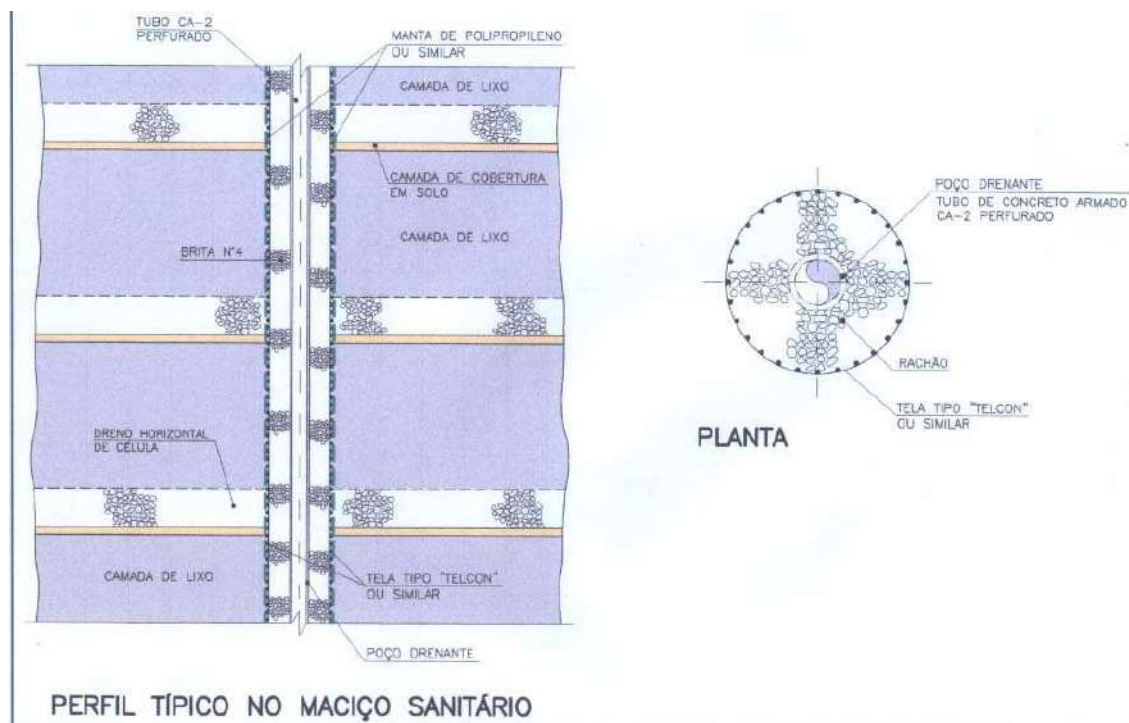 TUBO CA-2
PERFURADO
MANTA DE POLIPROPILENO
OU SIMILAR
CAMADA DE LIXO
CAMADA DE COBERTURA
EM SOLO
CAMADA DE LIXO
BRITA N°4
DRENO HORIZONTAL
DE CÉLULA
CAMADA DE LIXO
TELA TIPO "TELCON"
OU SIMILAR
POÇO DRENANTE
PERFIL TÍPICO NO MACIÇO SANITÁRIO
POÇO DRENANTE
TUBO DE CONCRETO ARMADO
CA-2 PERFURADO
RACHÃO
TELA TIPO "TELCON"
OU SIMILAR
PLANTA